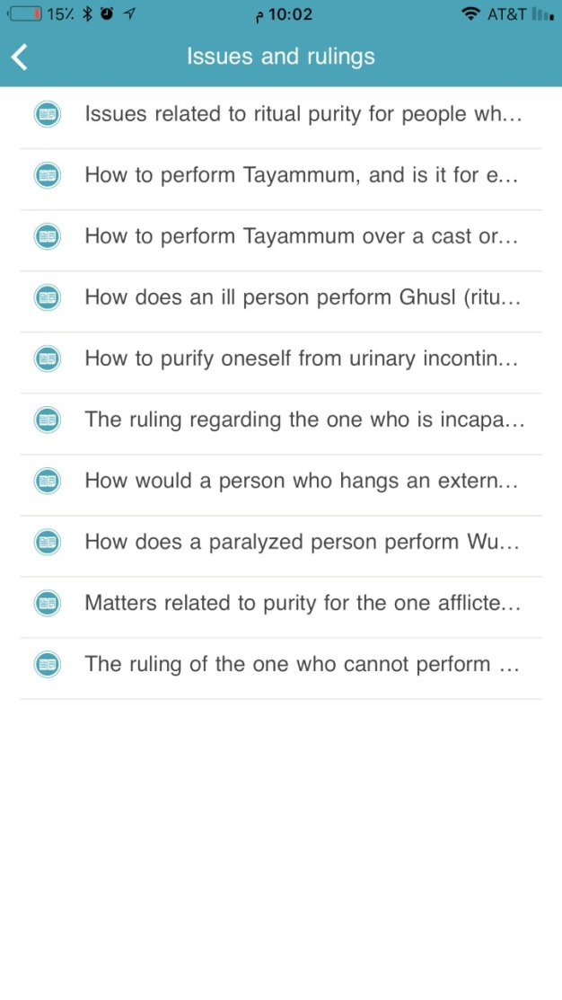 15٪ 10:02 م AT&T
Issues and rulings
Issues related to ritual purity for people wh...
How to perform Tayammum, and is it for e...
How to perform Tayammum over a cast or...
How does an ill person perform Ghusl (ritu...
How to purify oneself from urinary incontin...
The ruling regarding the one who is incapa...
How would a person who hangs an extern...
How does a paralyzed person perform Wu...
Matters related to purity for the one afflicte...
The ruling of the one who cannot perform ...